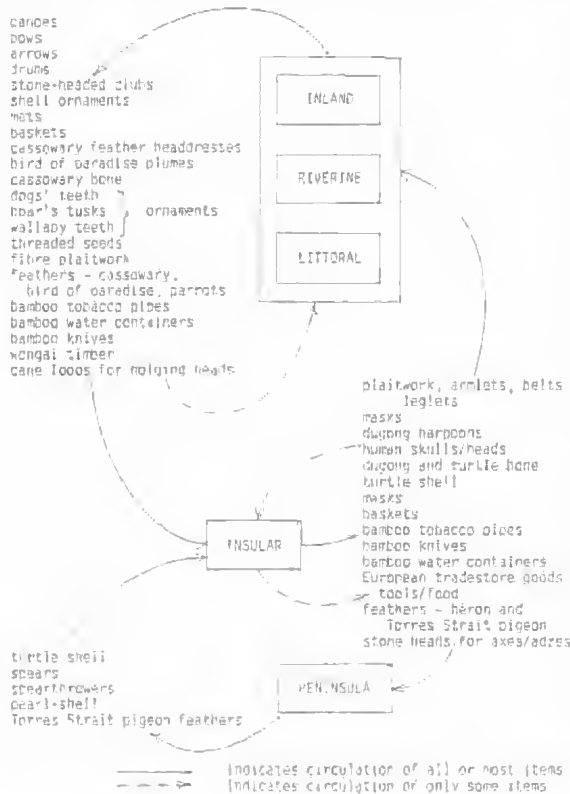 canoes
bows
arrows
drums
stone-headed clubs
shell ornaments
mats
baskets
cassowary feather headdresses
bird of paradise plumes
cassowary bone
dogs' teeth
boar's tusks } ornaments
wallaby teeth
threaded seeds
fibre plaitwork
feathers - cassowary,
bird of paradise, parrots
bamboo tobacco pipes
bamboo water containers
bamboo knives
wongai timber
cane loops for holding heads
INLAND
RIVERINE
LITTORAL
plaitwork, armlets, belts
leglets
masks
dugong harpoons
human skulls/heads
dugong and turtle bone
turtle shell
masks
baskets
bamboo tobacco pipes
bamboo knives
bamboo water containers
European tradestore goods
tools/food
feathers - heron and
Torres Strait pigeon
stone heads for axes/adzes
INSULAR
turtle shell
spears
spearthrowers
pearl-shell
Torres Strait pigeon feathers
PENINSULA
indicates circulation of all or most items
indicates circulation of only some items